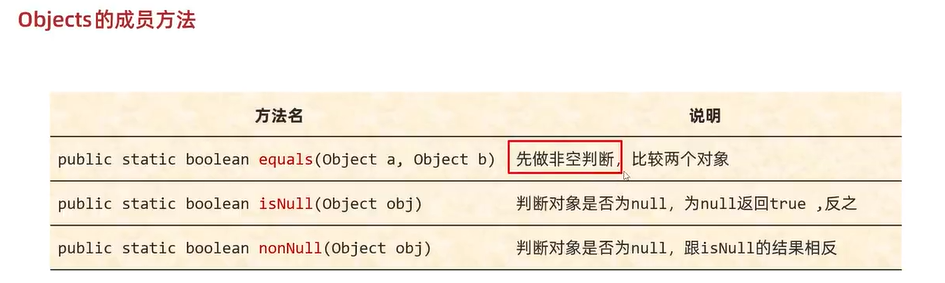 Objects的成员方法
方法名 说明
public static boolean equals(Object a, Object b) 先做非空判断，比较两个对象
public static boolean isNull(Object obj) 判断对象是否为null，为null返回true ,反之
public static boolean nonNull(Object obj) 判断对象是否为null，跟isNull的结果相反